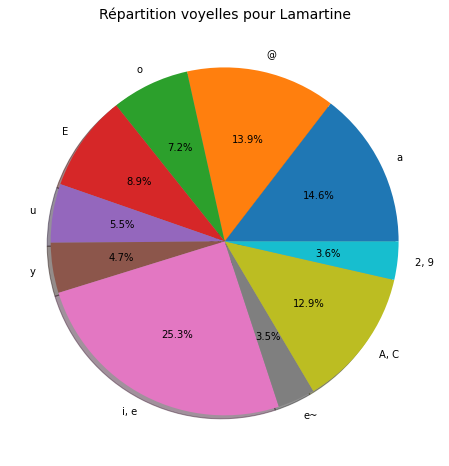 Répartition voyelles pour Lamartine
@
o
13.9%
E
7.2%
a
8.9%
14.6%
u
5.5%
3.6%
2, 9
y
4.7%
12.9%
25.3%
3.5%
A, C
i, e
e~